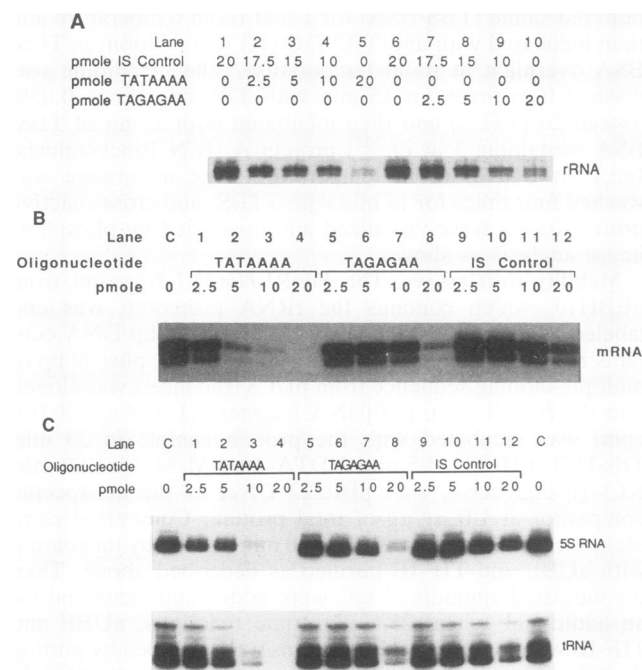 A
Lane 1 2 3 4 5 6 7 8 9 10
pmole IS Control 20 17.5 15 10 0 20 17.5 15 10 0
pmole TATAAAA 0 2.5 5 10 20 0 0 0 0 0
pmole TAGAGAA 0 0 0 0 0 0 2.5 5 10 20
rRNA
B
Lane C 1 2 3 4 5 6 7 8 9 10 11 12
Oligonucleotide TATAAAA TAGAGAA IS Control
pmole 2.5 5 10 20 2.5 5 10 20 2.5 5 10 20
mRNA
C
Lane C 1 2 3 4 5 6 7 8 9 10 11 12 C
Oligonucleotide TATAAAA TAGAGAA IS Control
pmole 0 2.5 5 10 20 2.5 5 10 20 2.5 5 10 20 0
5S RNA
tRNA